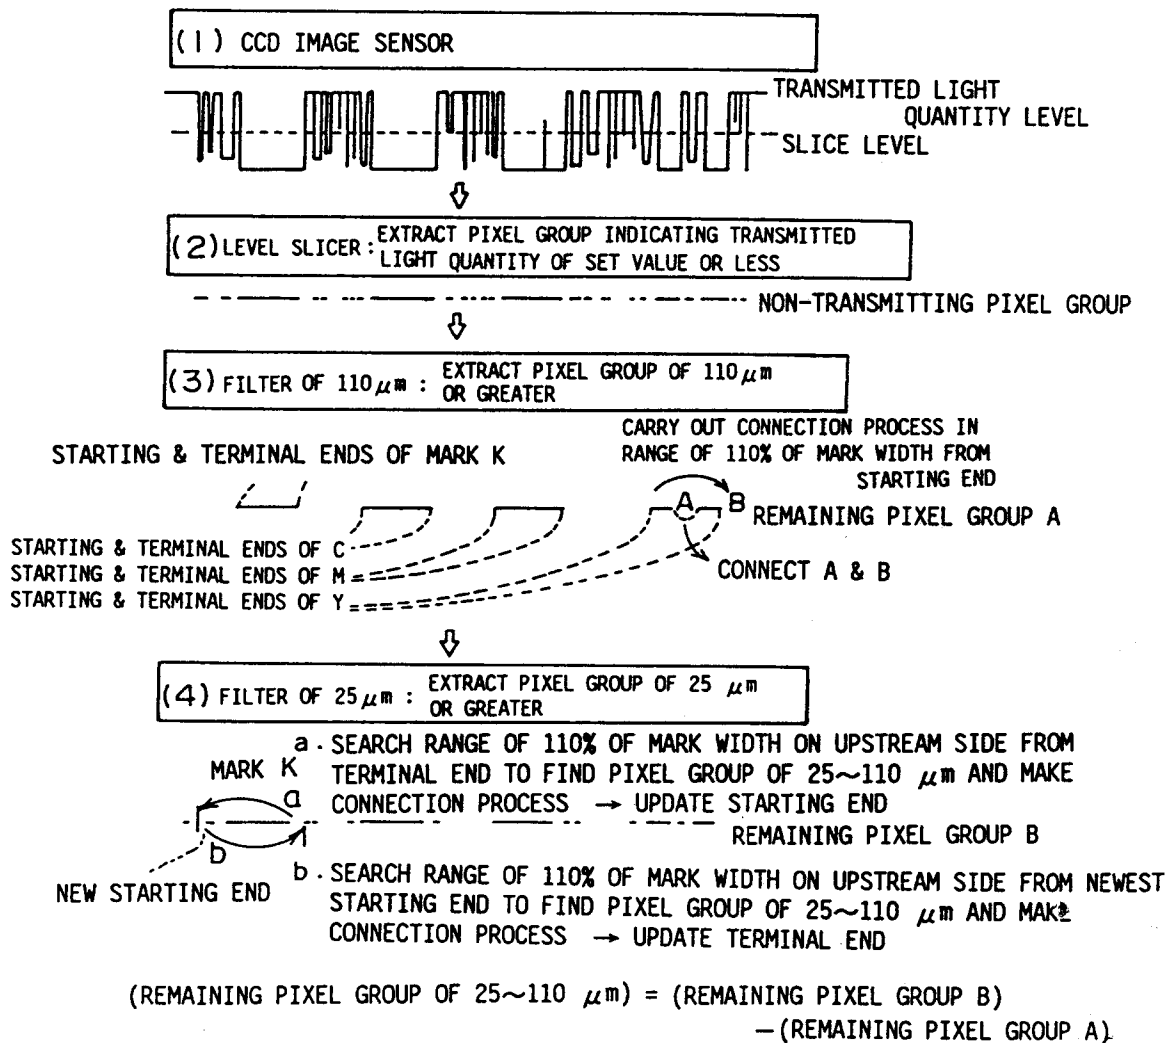 (1) CCD IMAGE SENSOR
TRANSMITTED LIGHT
QUANTITY LEVEL
SLICE LEVEL
(2) LEVEL SLICER: EXTRACT PIXEL GROUP INDICATING TRANSMITTED
LIGHT QUANTITY OF SET VALUE OR LESS
NON-TRANSMITTING PIXEL GROUP
(3) FILTER OF 110 μm : EXTRACT PIXEL GROUP OF 110 μm
OR GREATER
CARRY OUT CONNECTION PROCESS IN
RANGE OF 110% OF MARK WIDTH FROM
STARTING END
STARTING & TERMINAL ENDS OF MARK K
A B
REMAINING PIXEL GROUP A
STARTING & TERMINAL ENDS OF C
STARTING & TERMINAL ENDS OF M
STARTING & TERMINAL ENDS OF Y
CONNECT A & B
(4) FILTER OF 25 μm : EXTRACT PIXEL GROUP OF 25 μm
OR GREATER
a. SEARCH RANGE OF 110% OF MARK WIDTH ON UPSTREAM SIDE FROM
TERMINAL END TO FIND PIXEL GROUP OF 25~110 μm AND MAKE
CONNECTION PROCESS → UPDATE STARTING END
MARK K
a
REMAINING PIXEL GROUP B
b
NEW STARTING END
b. SEARCH RANGE OF 110% OF MARK WIDTH ON UPSTREAM SIDE FROM NEWEST
STARTING END TO FIND PIXEL GROUP OF 25~110 μm AND MAKE
CONNECTION PROCESS → UPDATE TERMINAL END
(REMAINING PIXEL GROUP OF 25~110 μm) = (REMAINING PIXEL GROUP B)
-(REMAINING PIXEL GROUP A)